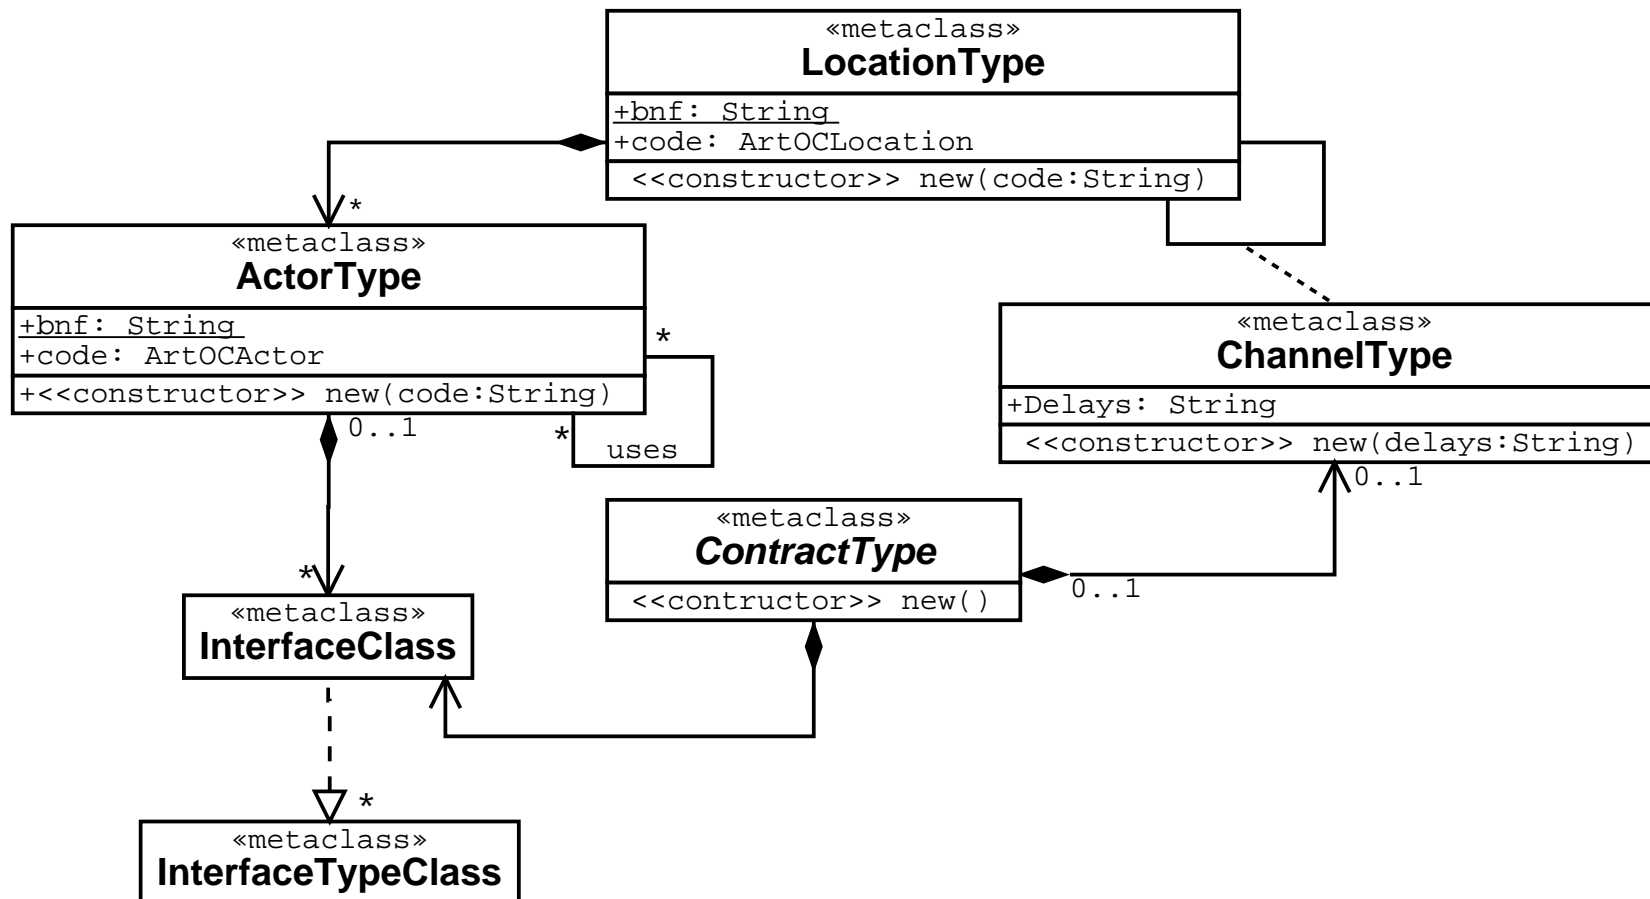 «metaclass»
LocationType
+bnf: String
+code: ArtOCLocation
<<constructor>> new(code:String)
*
«metaclass»
ActorType
+bnf: String
+code: ArtOCActor
+<<constructor>> new(code:String)
*
*
uses
0..1
«metaclass»
ChannelType
+Delays: String
<<constructor>> new(delays:String)
0..1
«metaclass»
ContractType
<<contructor>> new()
0..1
*
«metaclass»
InterfaceClass
*
«metaclass»
InterfaceTypeClass